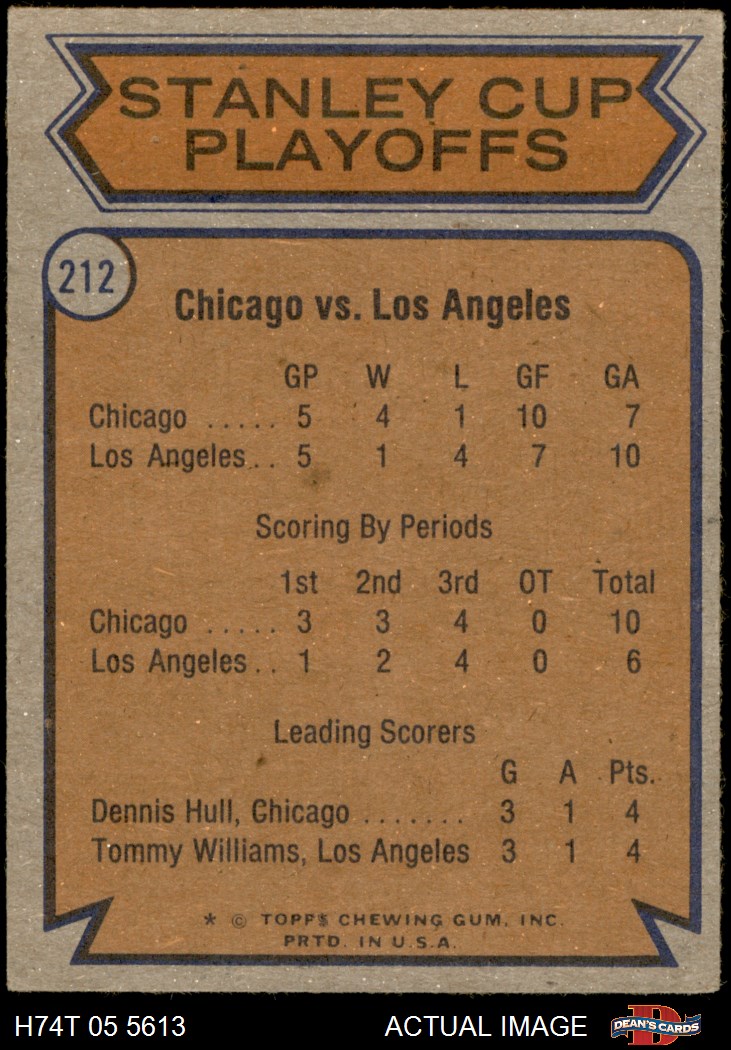 STANLEY CUP
PLAYOFFS
212
Chicago vs. Los Angeles
GP W L GF GA
Chicago ..... 5 4 1 10 7
Los Angeles.. 5 1 4 7 10
Scoring By Periods
1st 2nd 3rd OT Total
Chicago ..... 3 3 4 0 10
Los Angeles.. 1 2 4 0 6
Leading Scorers
G A Pts.
Dennis Hull, Chicago ....... 3 1 4
Tommy Williams, Los Angeles 3 1 4
* © TOPPS CHEWING GUM, INC.
PRTD. IN U.S.A.
H74T 05 5613 ACTUAL IMAGE D DEAN'S CARDS